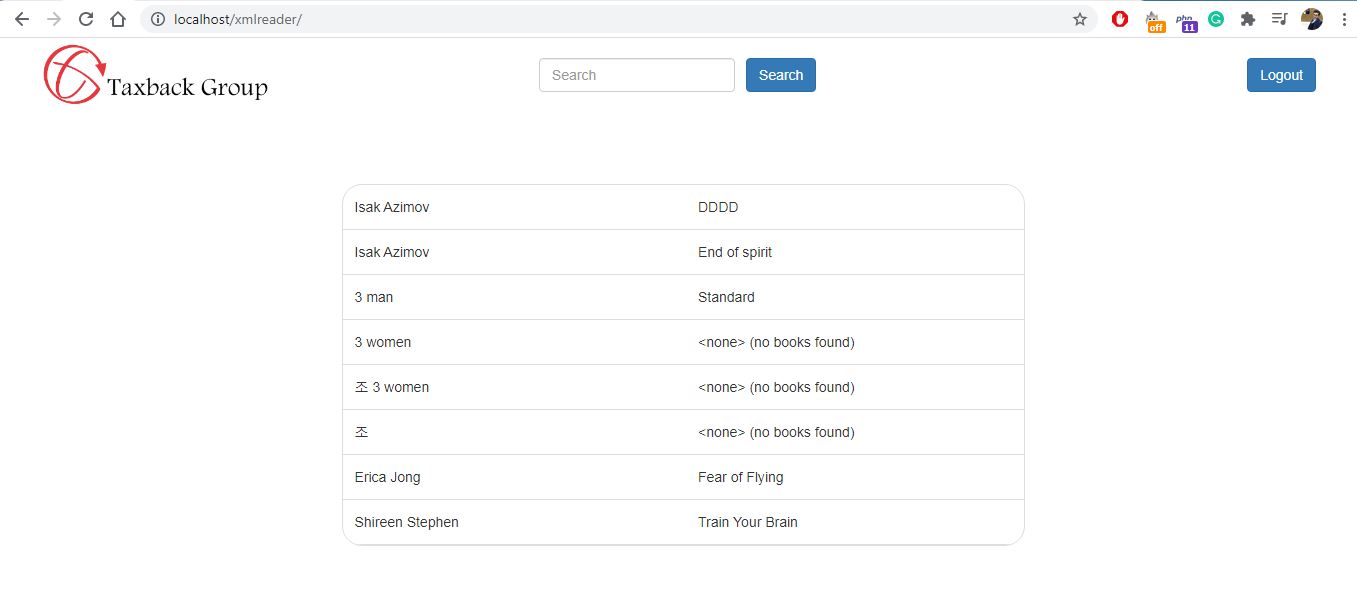 localhost/xmlreader/
off
php
11
Taxback Group
Search
Search
Logout
Isak Azimov DDDD
Isak Azimov End of spirit
3 man Standard
3 women <none> (no books found)
조 3 women <none> (no books found)
조 <none> (no books found)
Erica Jong Fear of Flying
Shireen Stephen Train Your Brain